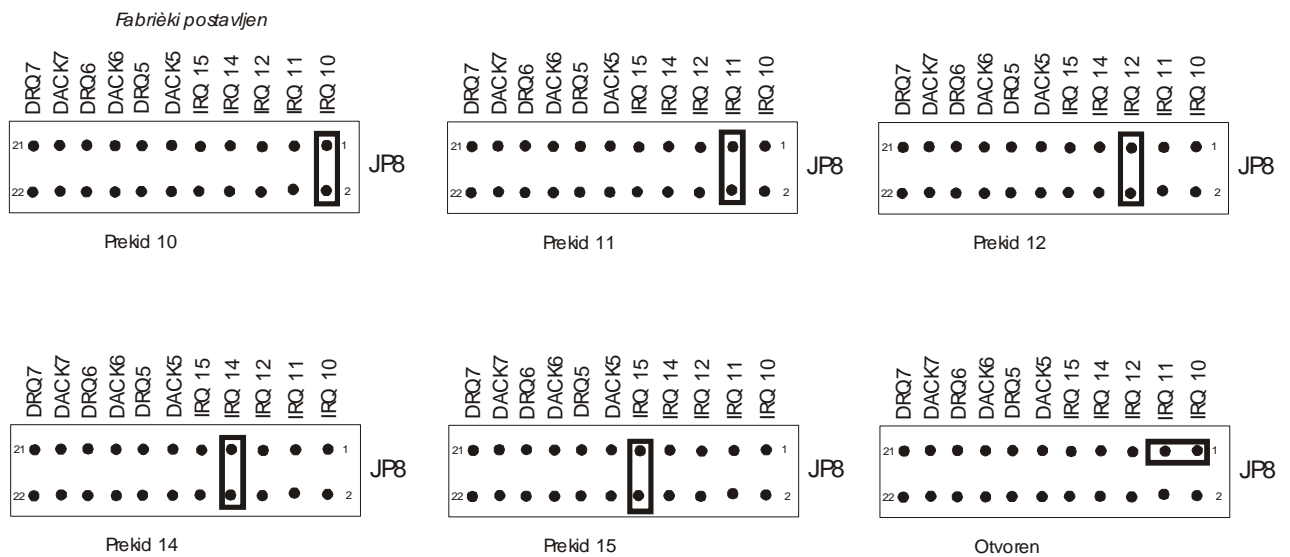 Fabrièki postavljen
DRQ7
DACK7
DRQ6
DACK6
DRQ5
DACK5
IRQ 15
IRQ 14
IRQ 12
IRQ 11
IRQ 10
21
1
22
2
JP8
Prekid 10
DRQ7
DACK7
DRQ6
DACK6
DRQ5
DACK5
IRQ 15
IRQ 14
IRQ 12
IRQ 11
IRQ 10
21
1
22
2
JP8
Prekid 11
DRQ7
DACK7
DRQ6
DACK6
DRQ5
DACK5
IRQ 15
IRQ 14
IRQ 12
IRQ 11
IRQ 10
21
1
22
2
JP8
Prekid 12
DRQ7
DACK7
DRQ6
DACK6
DRQ5
DACK5
IRQ 15
IRQ 14
IRQ 12
IRQ 11
IRQ 10
21
1
22
2
JP8
Prekid 14
DRQ7
DACK7
DRQ6
DACK6
DRQ5
DACK5
IRQ 15
IRQ 14
IRQ 12
IRQ 11
IRQ 10
21
1
22
2
JP8
Prekid 15
DRQ7
DACK7
DRQ6
DACK6
DRQ5
DACK5
IRQ 15
IRQ 14
IRQ 12
IRQ 11
IRQ 10
21
1
22
2
JP8
Otvoren